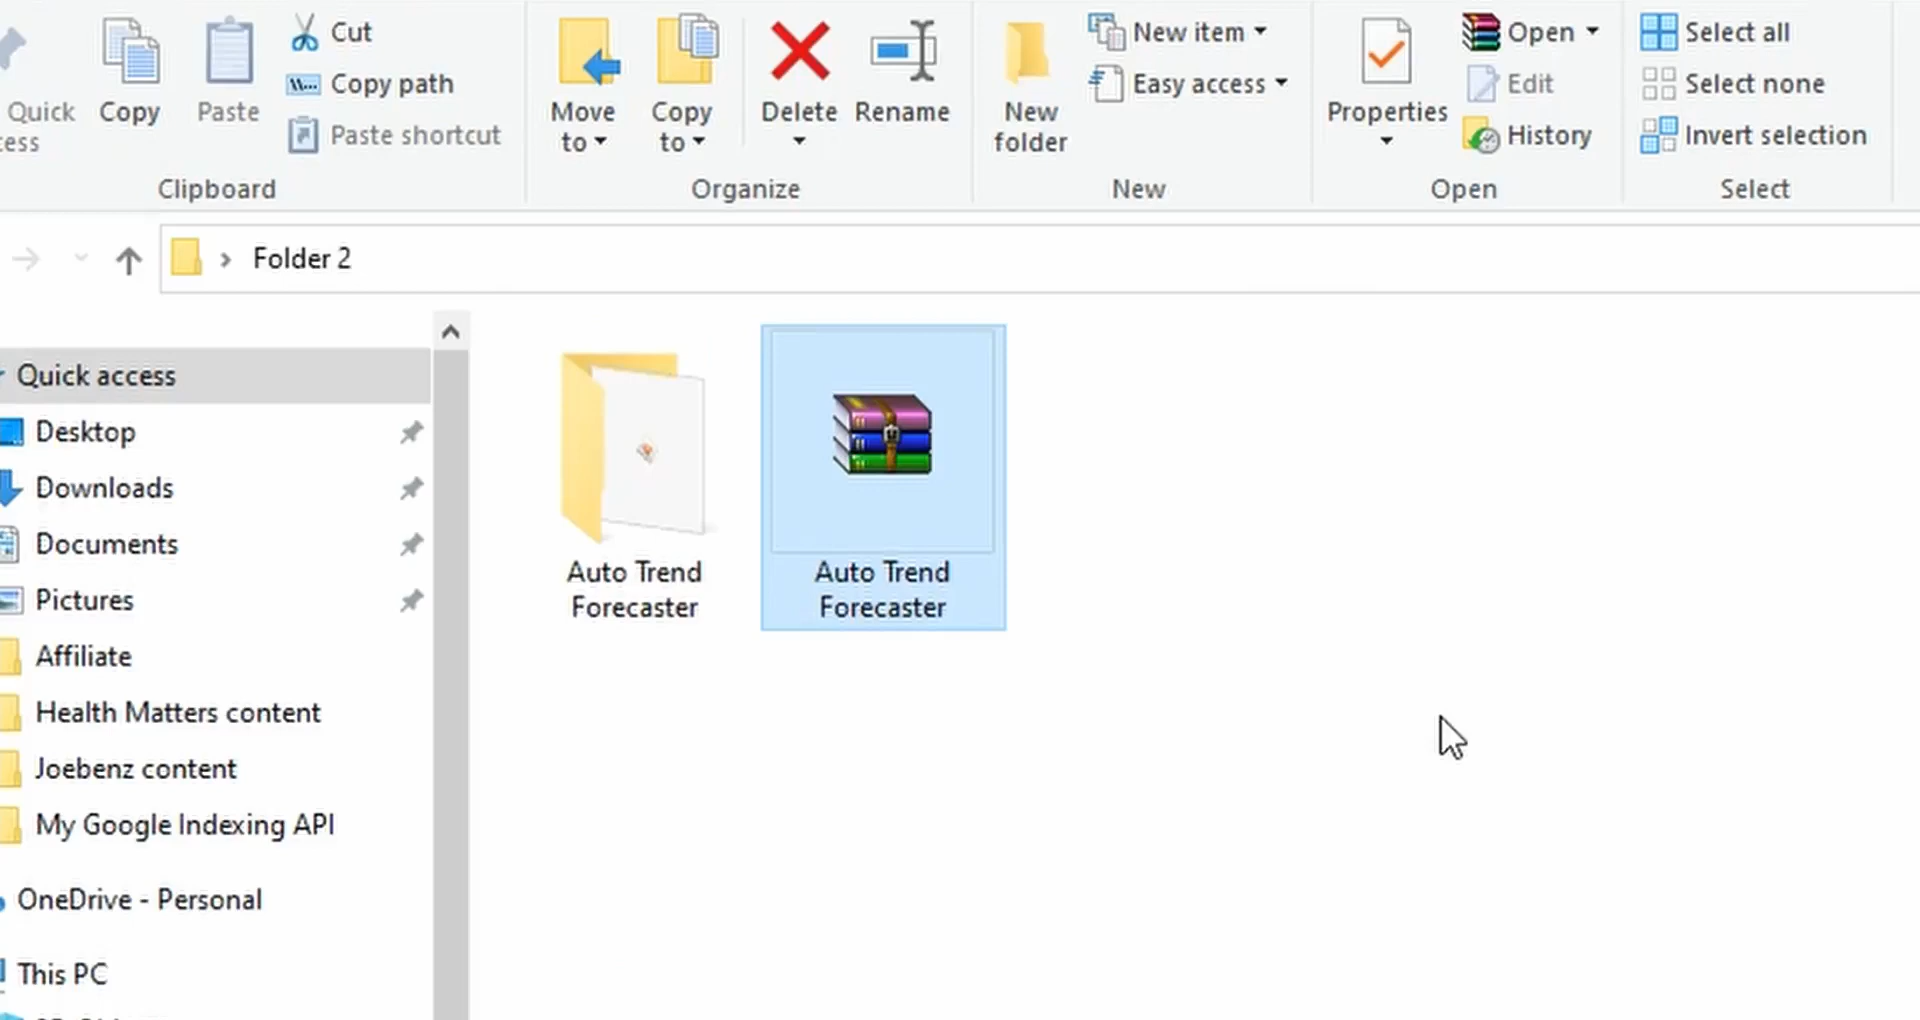 Quick
cess
Copy
Paste
Cut
Copy path
Paste shortcut
Clipboard
Move
to
Copy
to
Delete
Rename
Organize
New
folder
New item
Easy access
New
Properties
Open
Edit
History
Open
Select all
Select none
Invert selection
Select
Folder 2
Quick access
Desktop
Downloads
Documents
Pictures
Affiliate
Health Matters content
Joebenz content
My Google Indexing API
OneDrive - Personal
This PC
Auto Trend
Forecaster
Auto Trend
Forecaster